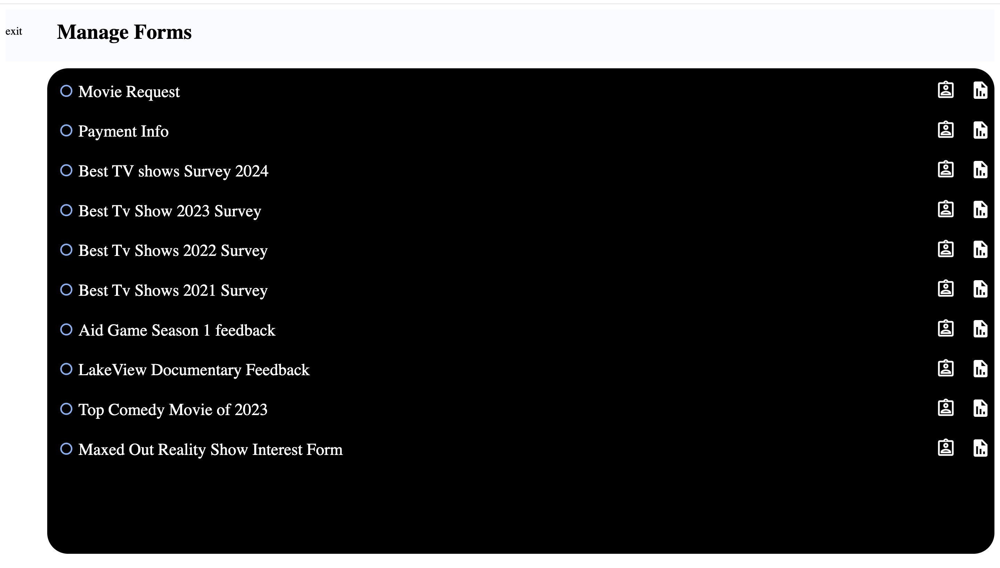 exit
Manage Forms
Movie Request
Payment Info
Best TV shows Survey 2024
Best Tv Show 2023 Survey
Best Tv Shows 2022 Survey
Best Tv Shows 2021 Survey
Aid Game Season 1 feedback
LakeView Documentary Feedback
Top Comedy Movie of 2023
Maxed Out Reality Show Interest Form